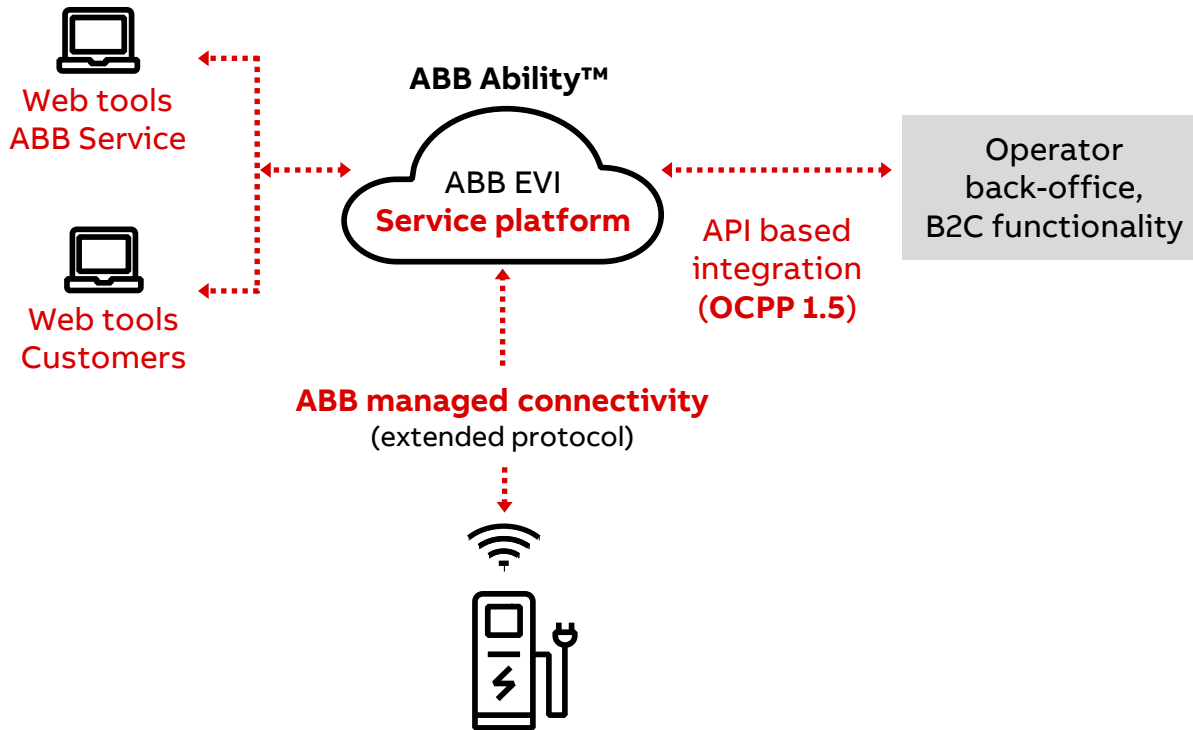 Web tools
ABB Service
Web tools
Customers
ABB Ability™
ABB EVI
Service platform
API based
integration
(OCPP 1.5)
Operator
back-office,
B2C functionality
ABB managed connectivity
(extended protocol)